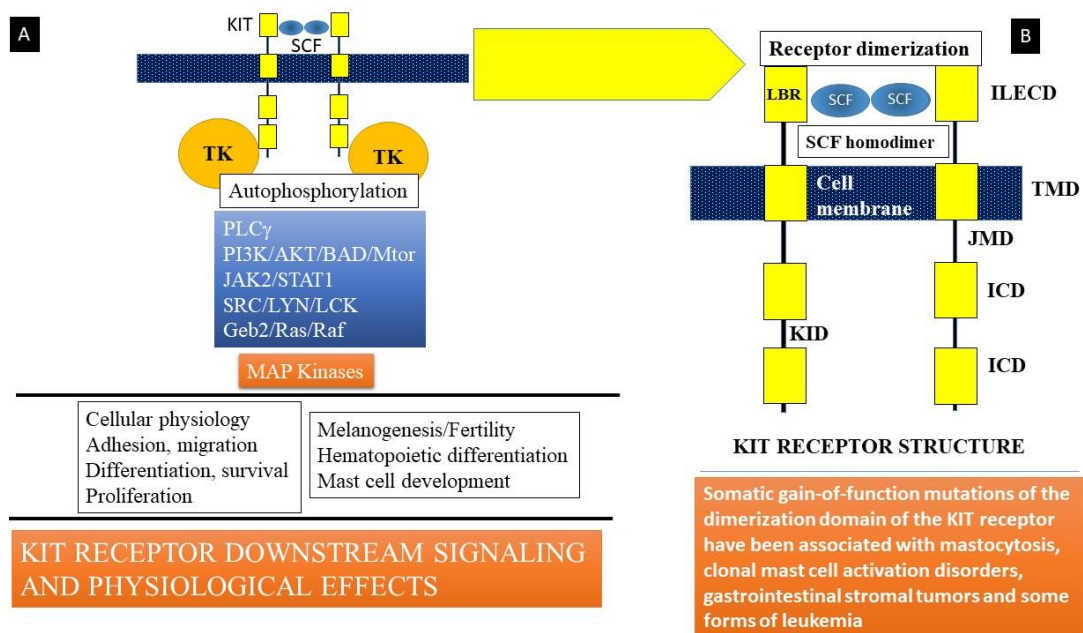 A
KIT
SCF
TK
TK
Autophosphorylation
PLCγ
PI3K/AKT/BAD/Mtor
JAK2/STAT1
SRC/LYN/LCK
Geb2/Ras/Raf
MAP Kinases
Cellular physiology
Adhesion, migration
Differentiation, survival
Proliferation
Melanogenesis/Fertility
Hematopoietic differentiation
Mast cell development
KIT RECEPTOR DOWNSTREAM SIGNALING
AND PHYSIOLOGICAL EFFECTS
B
Receptor dimerization
LBR
SCF
SCF
ILECD
SCF homodimer
Cell
membrane
TMD
JMD
ICD
KID
ICD
KIT RECEPTOR STRUCTURE
Somatic gain-of-function mutations of the
dimerization domain of the KIT receptor
have been associated with mastocytosis,
clonal mast cell activation disorders,
gastrointestinal stromal tumors and some
forms of leukemia